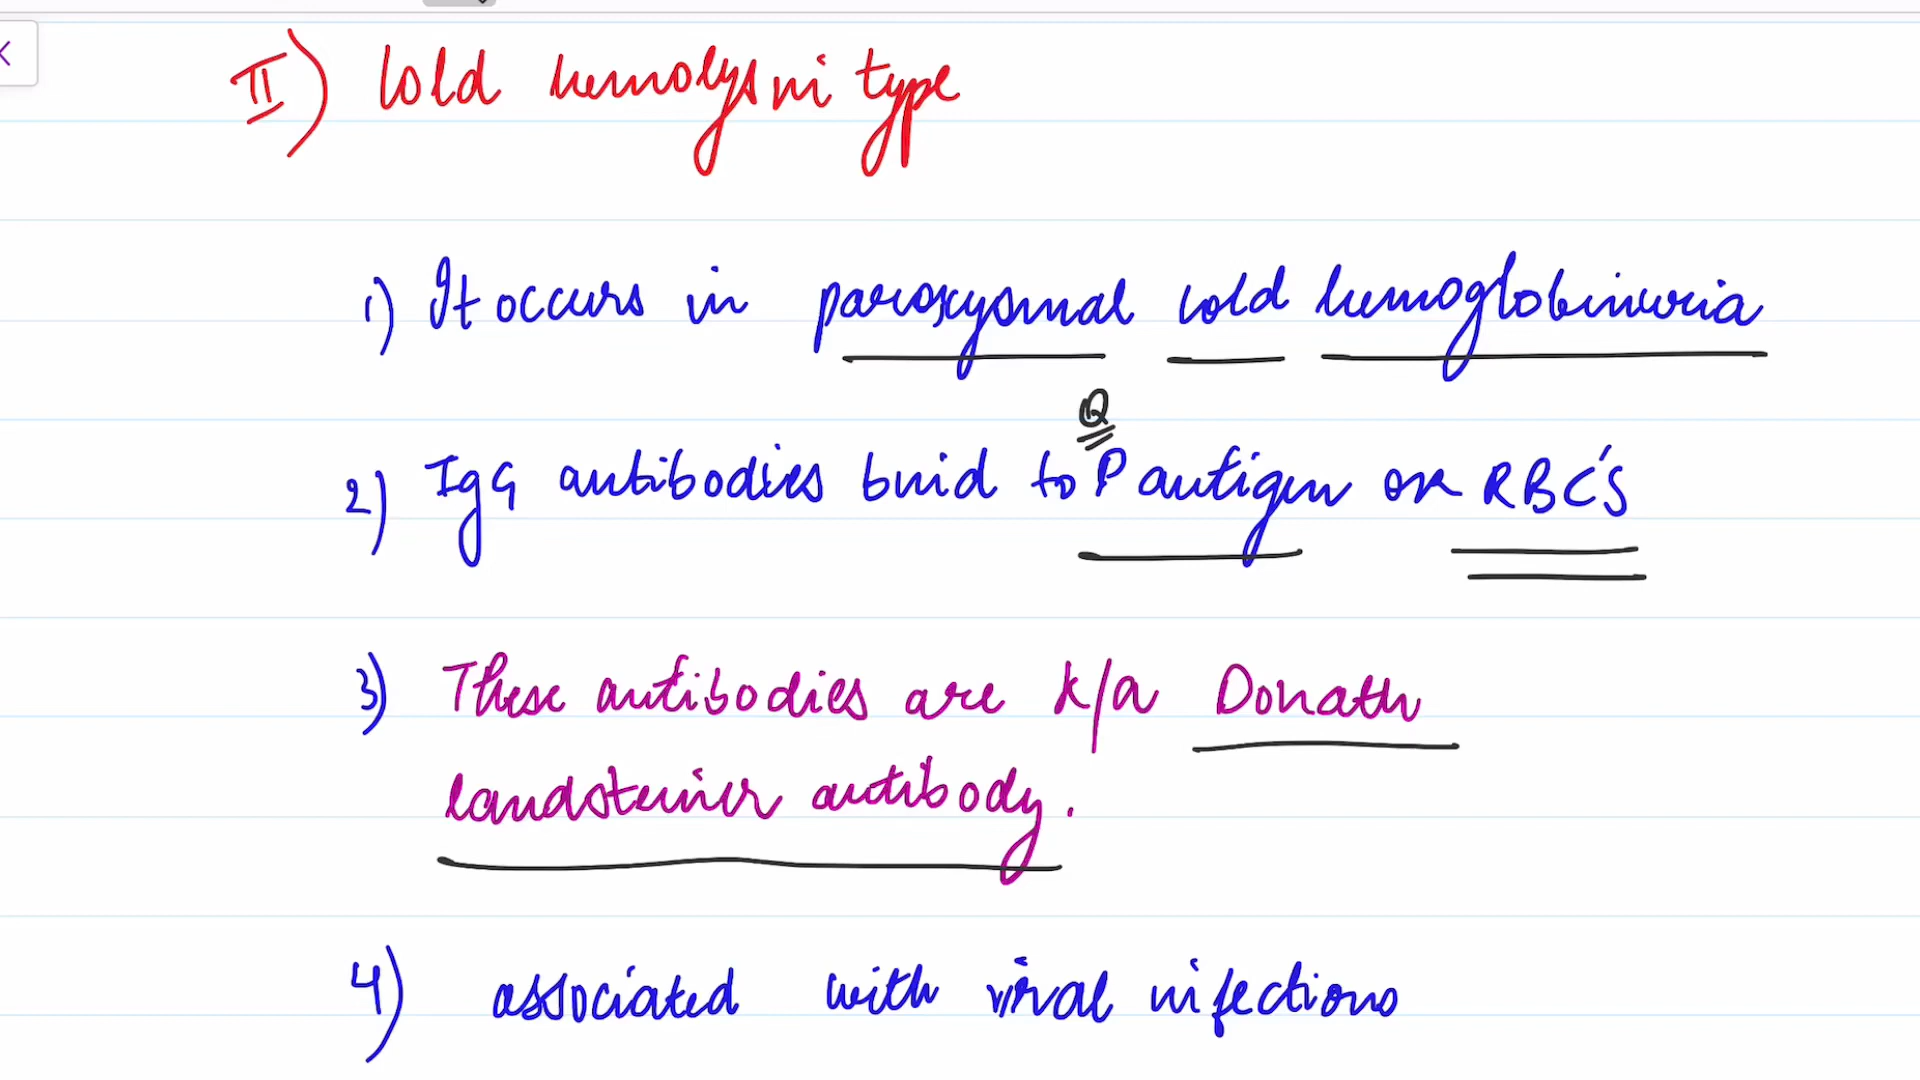 II) Cold hemolysin type
1) It occurs in paroxysmal cold hemoglobinuria
Q
2) IgG antibodies bind to P antigen on RBC's
3) These antibodies are k/a Donath
landsteiner antibody.
4) associated with viral infections